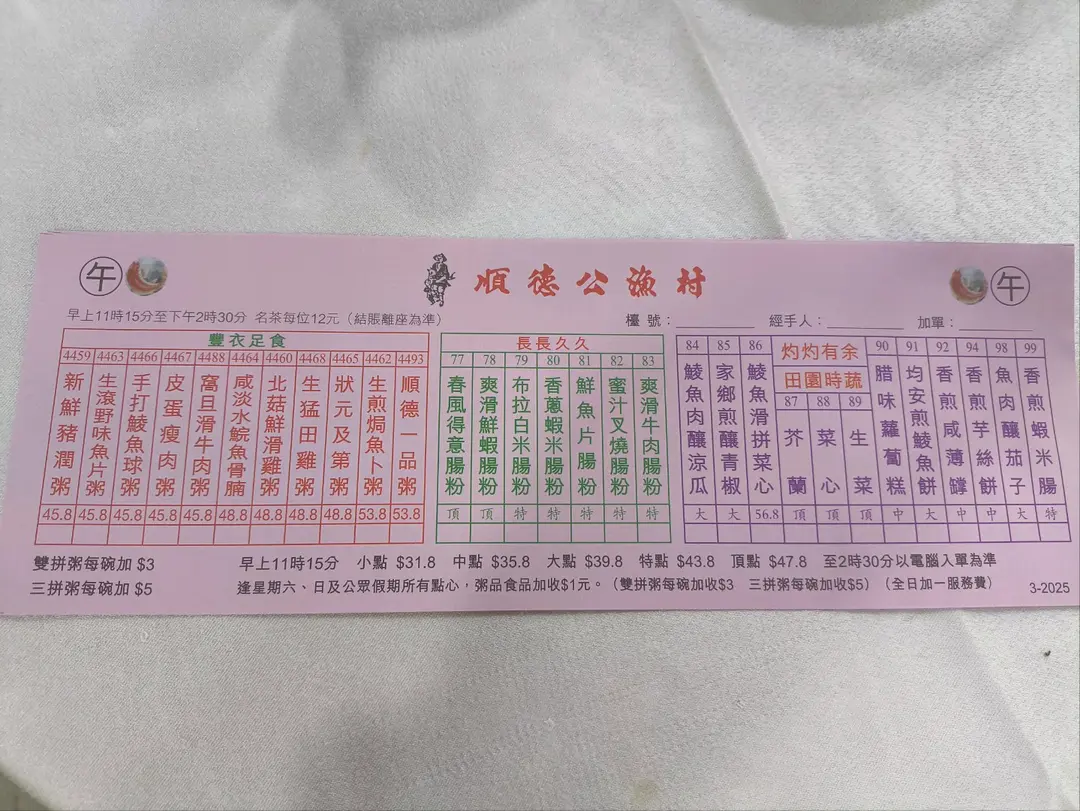 午 順德公漁村 午
早上11時15分至下午2時30分 名茶每位12元（結賬離座為準） 檯號：＿＿＿ 經手人：＿＿＿ 加單：＿＿＿
豐衣足食
4459 新鮮豬潤粥 45.8
4463 生滾野味魚片粥 45.8
4466 手打鯪魚球粥 45.8
4467 皮蛋瘦肉粥 45.8
4488 窩旦滑牛肉粥 45.8
4464 咸淡水鯇魚骨腩 48.8
4460 北菇鮮滑雞粥 48.8
4468 生猛田雞粥 48.8
4465 狀元及第粥 48.8
4462 生煎焗魚卜粥 53.8
4493 順德一品粥 53.8
長長久久
77 春風得意腸粉 頂
78 爽滑鮮蝦腸粉 頂
79 布拉白米腸粉 特
80 香蔥蝦米腸粉 特
81 鮮魚片腸粉 特
82 蜜汁叉燒腸粉 特
83 爽滑牛肉腸粉 特
84 鯪魚肉釀涼瓜 大
85 家鄉煎釀青椒 大
86 鯪魚滑拼菜心 56.8
灼灼有余
田園時蔬
87 芥蘭 頂
88 菜心 頂
89 生菜 頂
90 腊味蘿蔔糕 中
91 均安煎鯪魚餅 大
92 香煎咸薄罉 中
94 香煎芋絲餅 中
98 魚肉釀茄子 大
99 香煎蝦米腸 特
雙拼粥每碗加 $3 早上11時15分 小點 $31.8 中點 $35.8 大點 $39.8 特點 $43.8 頂點 $47.8 至2時30分以電腦入單為準
三拼粥每碗加 $5 逢星期六、日及公眾假期所有點心，粥品食品加收$1元。（雙拼粥每碗加收$3 三拼粥每碗加收$5）（全日加一服務費） 3-2025